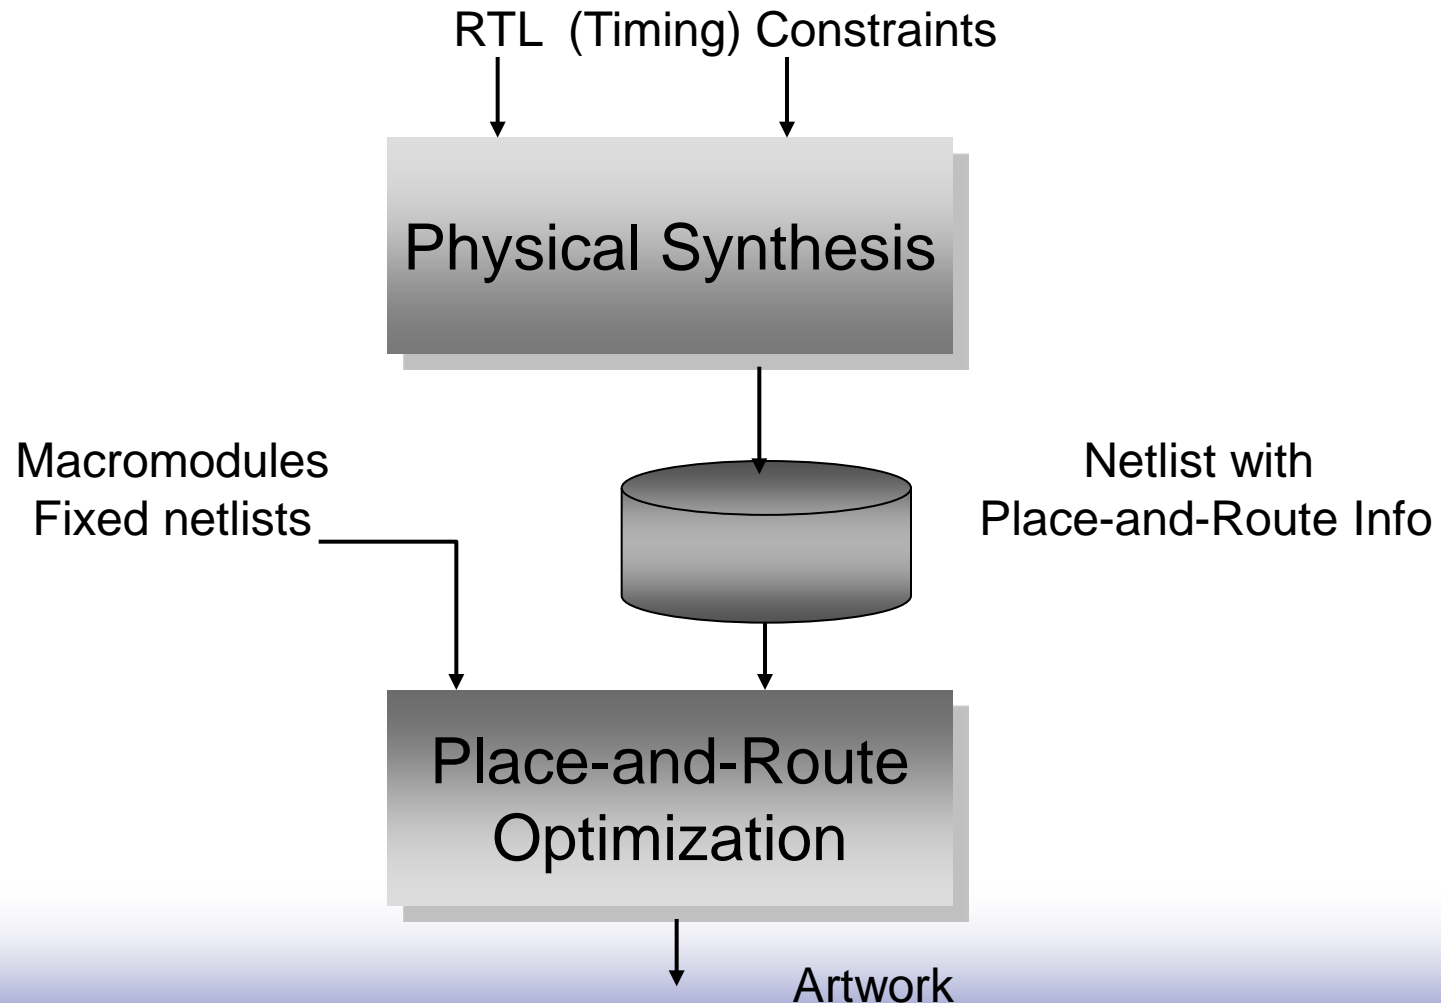 RTL (Timing) Constraints
Physical Synthesis
Macromodules
Fixed netlists
Netlist with
Place-and-Route Info
Place-and-Route
Optimization
Artwork